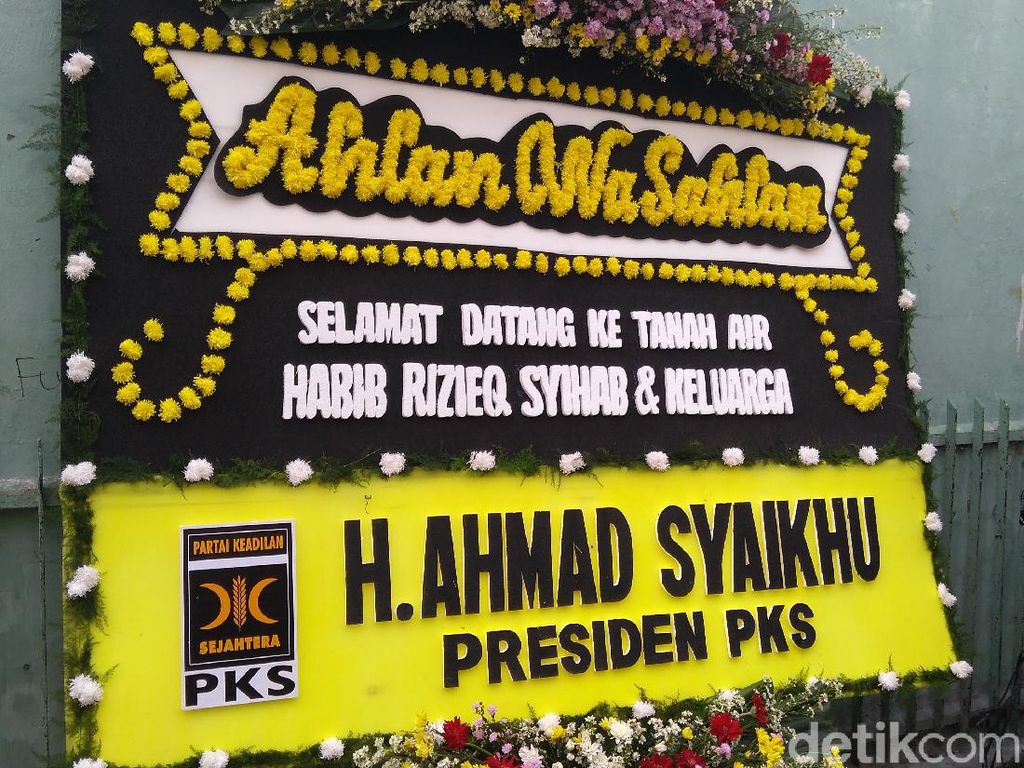 Ahlan Wa Sahlan
SELAMAT DATANG KE TANAH AIR
HABIB RIZIEQ SYIHAB & KELUARGA
H. AHMAD SYAIKHU
PRESIDEN PKS
PARTAI KEADILAN
SEJAHTERA
PKS
detikcom